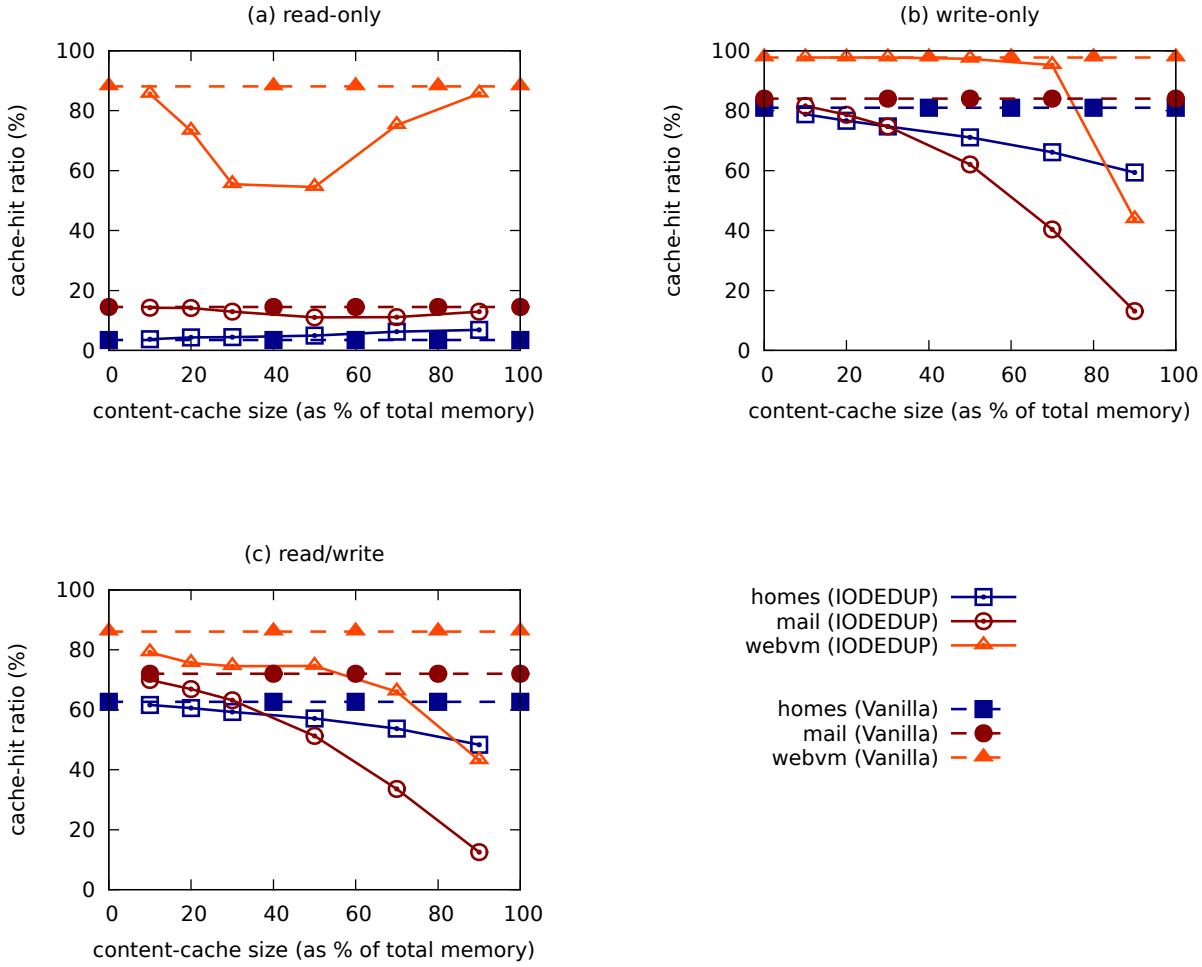 (a) read-only
cache-hit ratio (%)
100
80
60
40
20
0
0 20 40 60 80 100
content-cache size (as % of total memory)
(b) write-only
cache-hit ratio (%)
100
80
60
40
20
0
0 20 40 60 80 100
content-cache size (as % of total memory)
(c) read/write
cache-hit ratio (%)
100
80
60
40
20
0
0 20 40 60 80 100
content-cache size (as % of total memory)
homes (IODEDUP)
mail (IODEDUP)
webvm (IODEDUP)
homes (Vanilla)
mail (Vanilla)
webvm (Vanilla)